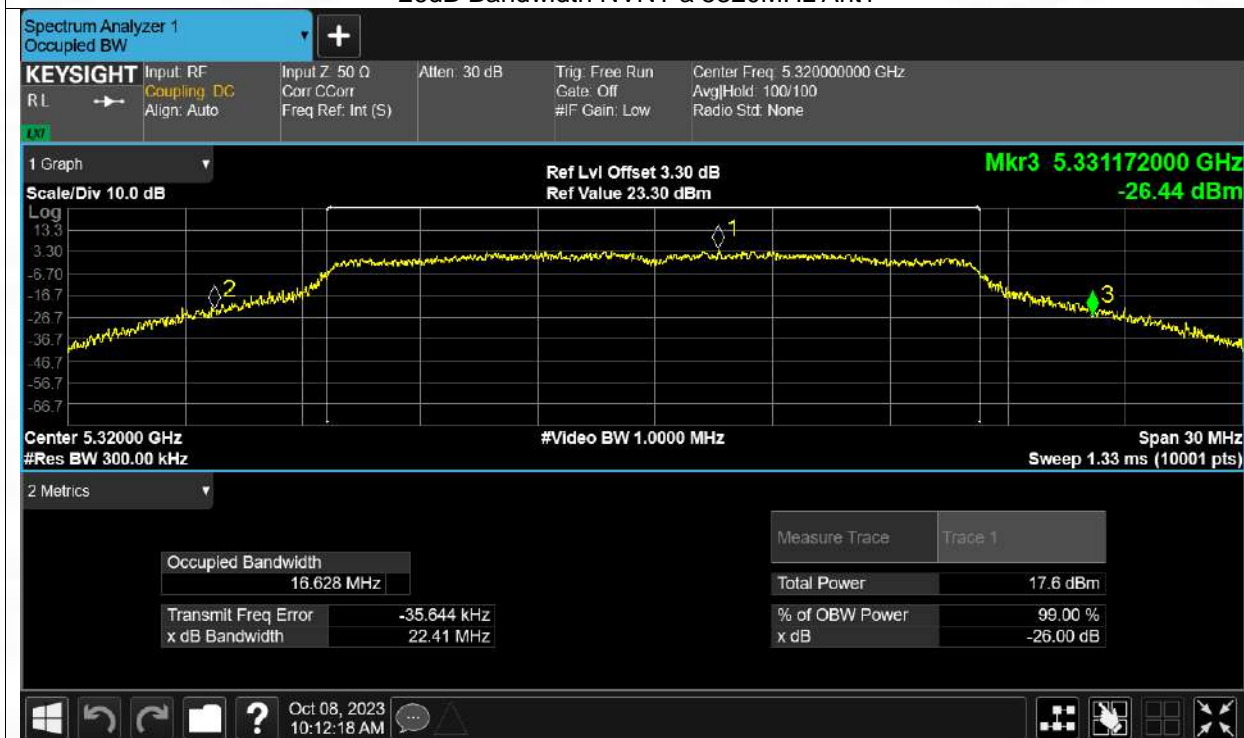 Spectrum Analyzer 1
Occupied BW
+
KEYSIGHT
RL
LXI
Input: RF
Coupling: DC
Align: Auto
Input Z: 50 Ω
Corr CCorr
Freq Ref: Int (S)
Atten: 30 dB
Trig: Free Run
Gate: Off
#IF Gain: Low
Center Freq: 5.320000000 GHz
Avg|Hold: 100/100
Radio Std: None
1 Graph
Scale/Div 10.0 dB
Ref Lvl Offset 3.30 dB
Ref Value 23.30 dBm
Mkr3 5.331172000 GHz
-26.44 dBm
Log
13.3
3.30
-6.70
-16.7
-26.7
-36.7
-46.7
-56.7
-66.7
1
2
3
Center 5.32000 GHz
#Res BW 300.00 kHz
#Video BW 1.0000 MHz
Span 30 MHz
Sweep 1.33 ms (10001 pts)
2 Metrics
Measure Trace Trace 1
Occupied Bandwidth
16.628 MHz
Total Power 17.6 dBm
Transmit Freq Error -35.644 kHz
% of OBW Power 99.00 %
x dB Bandwidth 22.41 MHz
x dB -26.00 dB
?
Oct 08, 2023
10:12:18 AM